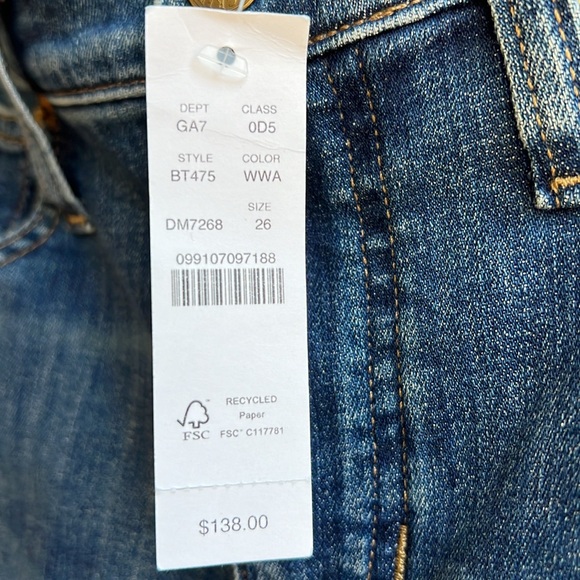 DEPT CLASS
GA7 0D5
STYLE COLOR
BT475 WWA
SIZE
DM7268 26
099107097188
RECYCLED
Paper
FSC
FSC® C117781
$138.00